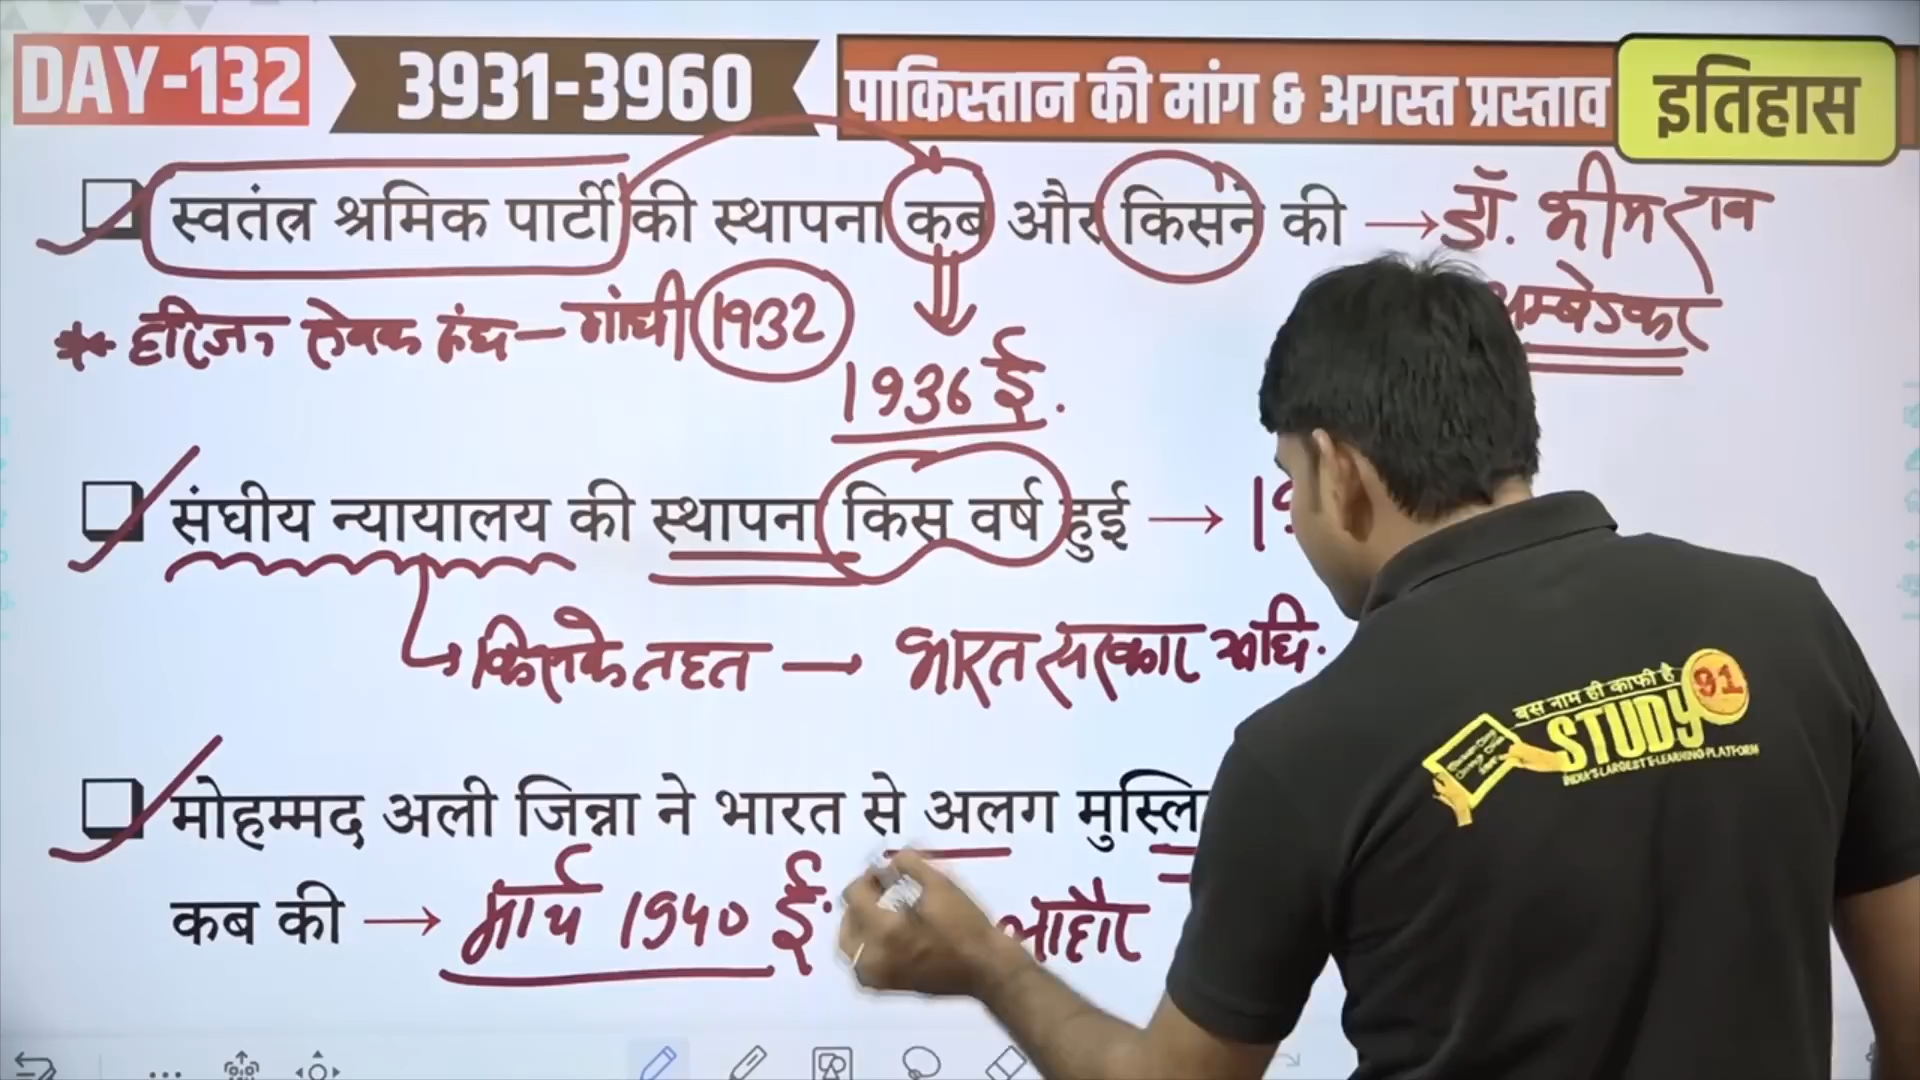 DAY-132 3931-3960 पाकिस्तान की मांग & अगस्त प्रस्ताव इतिहास
स्वतंत्र श्रमिक पार्टी की स्थापना कब और किसने की → डॉ. भीमराव
अम्बेडकर
* हरिजन सेवक संघ – गांधी 1932
1936 ई.
संघीय न्यायालय की स्थापना किस वर्ष हुई →
किसके तहत → भारत सरकार अधि.
मोहम्मद अली जिन्ना ने भारत से अलग
कब की → मार्च 1940 ई. लाहौर
बस नाम ही काफी है
STUDY 91
INDIA'S LARGEST E-LEARNING PLATFORM